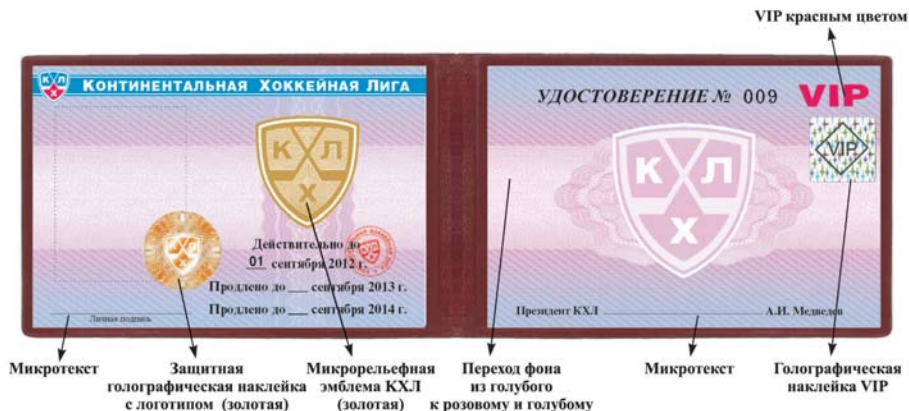 VIP красным цветом
КОНТИНЕНТАЛЬНАЯ ХОККЕЙНАЯ ЛИГА
К Л
Х
К Л
Х
Действительно до
01 сентября 2012 г.
Продлено до ___ сентября 2013 г.
Продлено до ___ сентября 2014 г.
Личная подпись
УДОСТОВЕРЕНИЕ № 009 VIP
VIP
К Л
Х
Президент КХЛ А.И. Медведев
Микротекст
Защитная
голографическая наклейка
с логотипом (золотая)
Микрорельефная
эмблема КХЛ
(золотая)
Переход фона
из голубого
к розовому и голубому
Микротекст
Голографическая
наклейка VIP